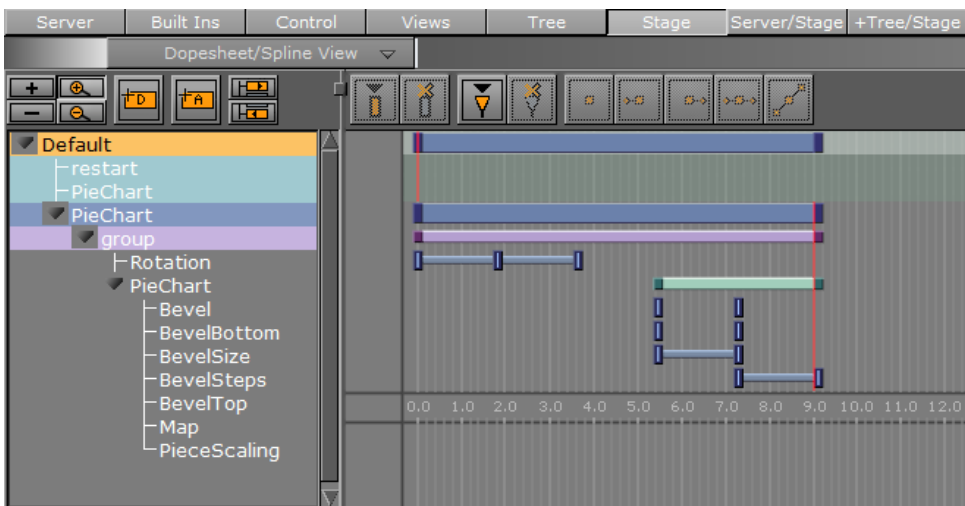 Server Built Ins Control Views Tree Stage Server/Stage +Tree/Stage
Dopesheet/Spline View
D A
Default
restart
PieChart
PieChart
group
Rotation
PieChart
Bevel
BevelBottom
BevelSize
BevelSteps
BevelTop
Map
PieceScaling
0.0 1.0 2.0 3.0 4.0 5.0 6.0 7.0 8.0 9.0 10.0 11.0 12.0